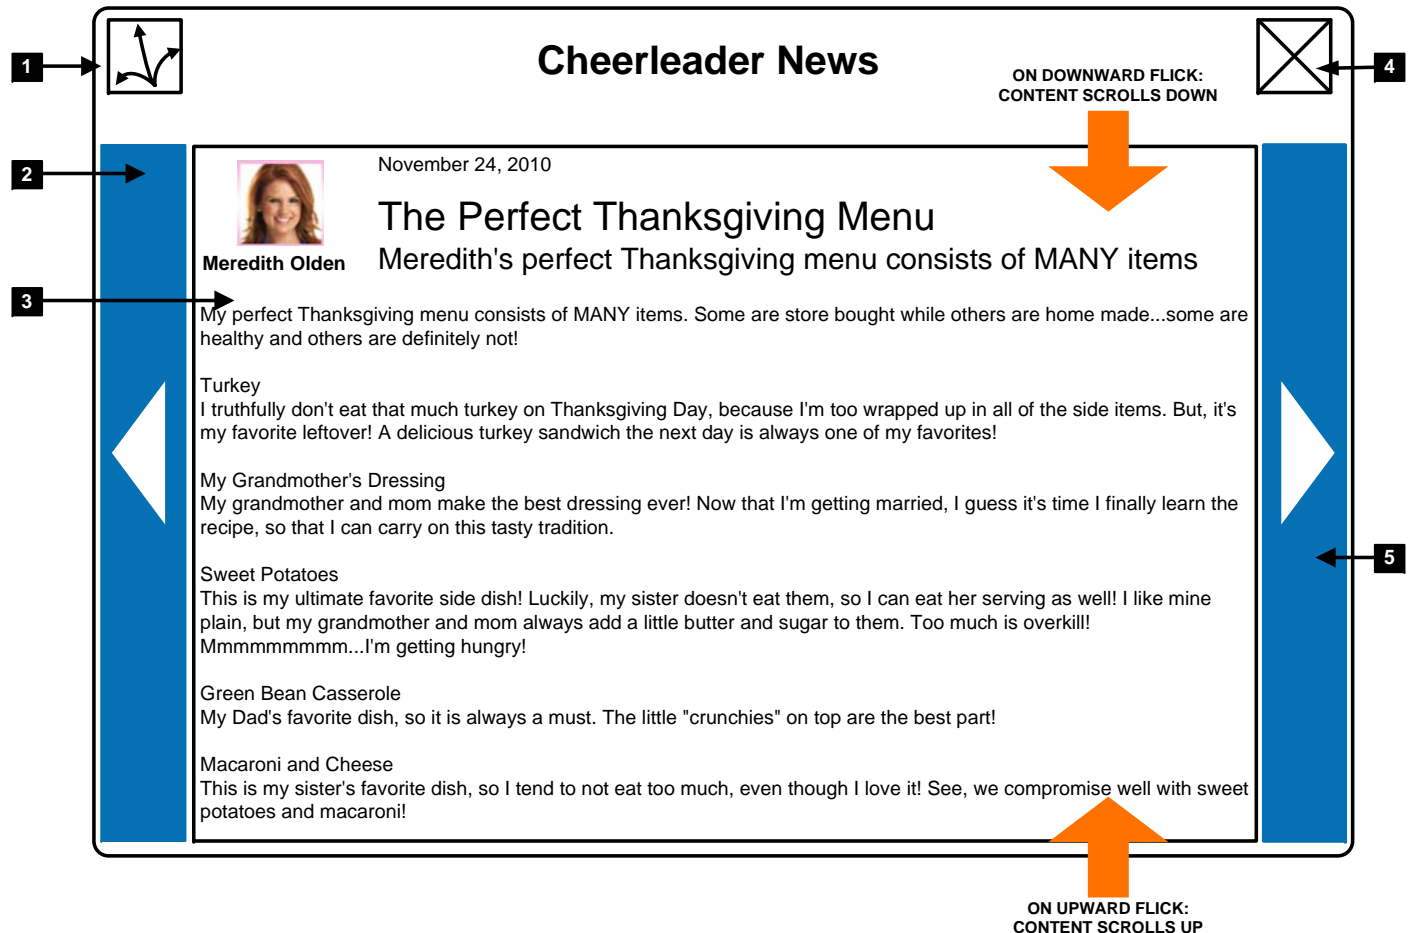 Cheerleader News
1
4
ON DOWNWARD FLICK:
CONTENT SCROLLS DOWN
2
November 24, 2010
The Perfect Thanksgiving Menu
Meredith Olden
Meredith's perfect Thanksgiving menu consists of MANY items
3
My perfect Thanksgiving menu consists of MANY items. Some are store bought while others are home made...some are
healthy and others are definitely not!
Turkey
I truthfully don't eat that much turkey on Thanksgiving Day, because I'm too wrapped up in all of the side items. But, it's
my favorite leftover! A delicious turkey sandwich the next day is always one of my favorites!
My Grandmother's Dressing
My grandmother and mom make the best dressing ever! Now that I'm getting married, I guess it's time I finally learn the
recipe, so that I can carry on this tasty tradition.
5
Sweet Potatoes
This is my ultimate favorite side dish! Luckily, my sister doesn't eat them, so I can eat her serving as well! I like mine
plain, but my grandmother and mom always add a little butter and sugar to them. Too much is overkill!
Mmmmmmmmm...I'm getting hungry!
Green Bean Casserole
My Dad's favorite dish, so it is always a must. The little "crunchies" on top are the best part!
Macaroni and Cheese
This is my sister's favorite dish, so I tend to not eat too much, even though I love it! See, we compromise well with sweet
potatoes and macaroni!
ON UPWARD FLICK:
CONTENT SCROLLS UP